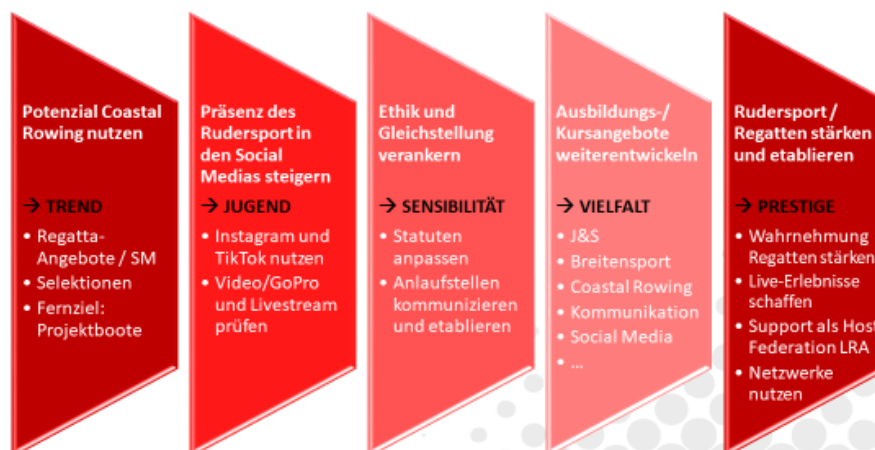 Potenzial Coastal
Rowing nutzen
→ TREND
• Regatta-
Angebote / SM
• Selektionen
• Fernziel:
Projektboote
Präsenz des
Rudersport in
den Social
Medias steigern
→ JUGEND
• Instagram und
TikTok nutzen
• Video/GoPro
und Livestream
prüfen
Ethik und
Gleichstellung
verankern
→ SENSIBILITÄT
• Statuten
anpassen
• Anlaufstellen
kommunizieren
und etablieren
Ausbildungs-/
Kursangebote
weiterentwickeln
→ VIELFALT
• J&S
• Breitensport
• Coastal Rowing
• Kommunikation
• Social Media
• ...
Rudersport /
Regatten stärken
und etablieren
→ PRESTIGE
• Wahrnehmung
Regatten stärken
• Live-Erlebnisse
schaffen
• Support als Host
Federation LRA
• Netzwerke
nutzen